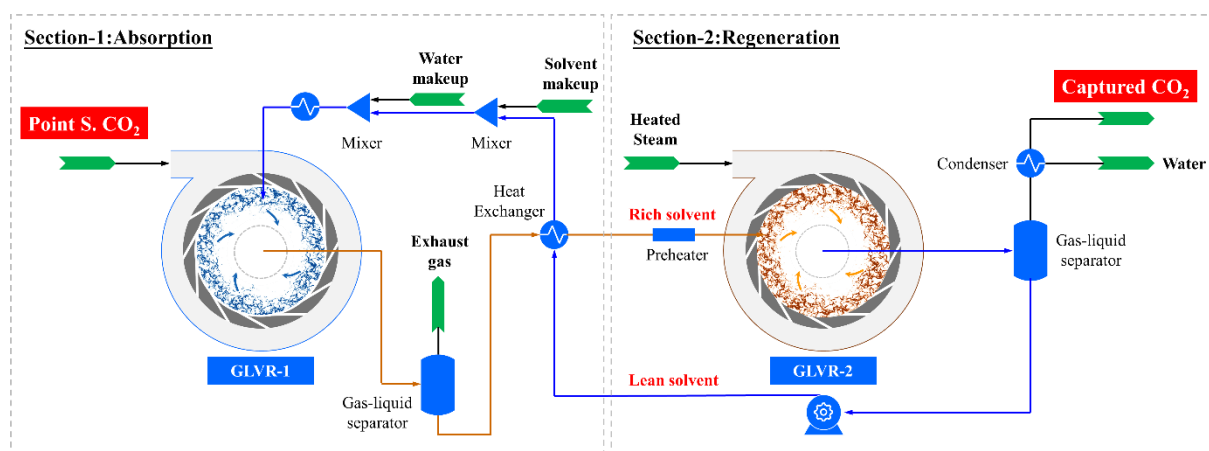 Section-1:Absorption
Water
makeup
Solvent
makeup
Point S. CO₂
Mixer
Mixer
Heat
Exchanger
Exhaust
gas
GLVR-1
Gas-liquid
separator
Section-2:Regeneration
Captured CO₂
Heated
Steam
Condenser
Water
Rich solvent
Preheater
Gas-liquid
separator
GLVR-2
Lean solvent